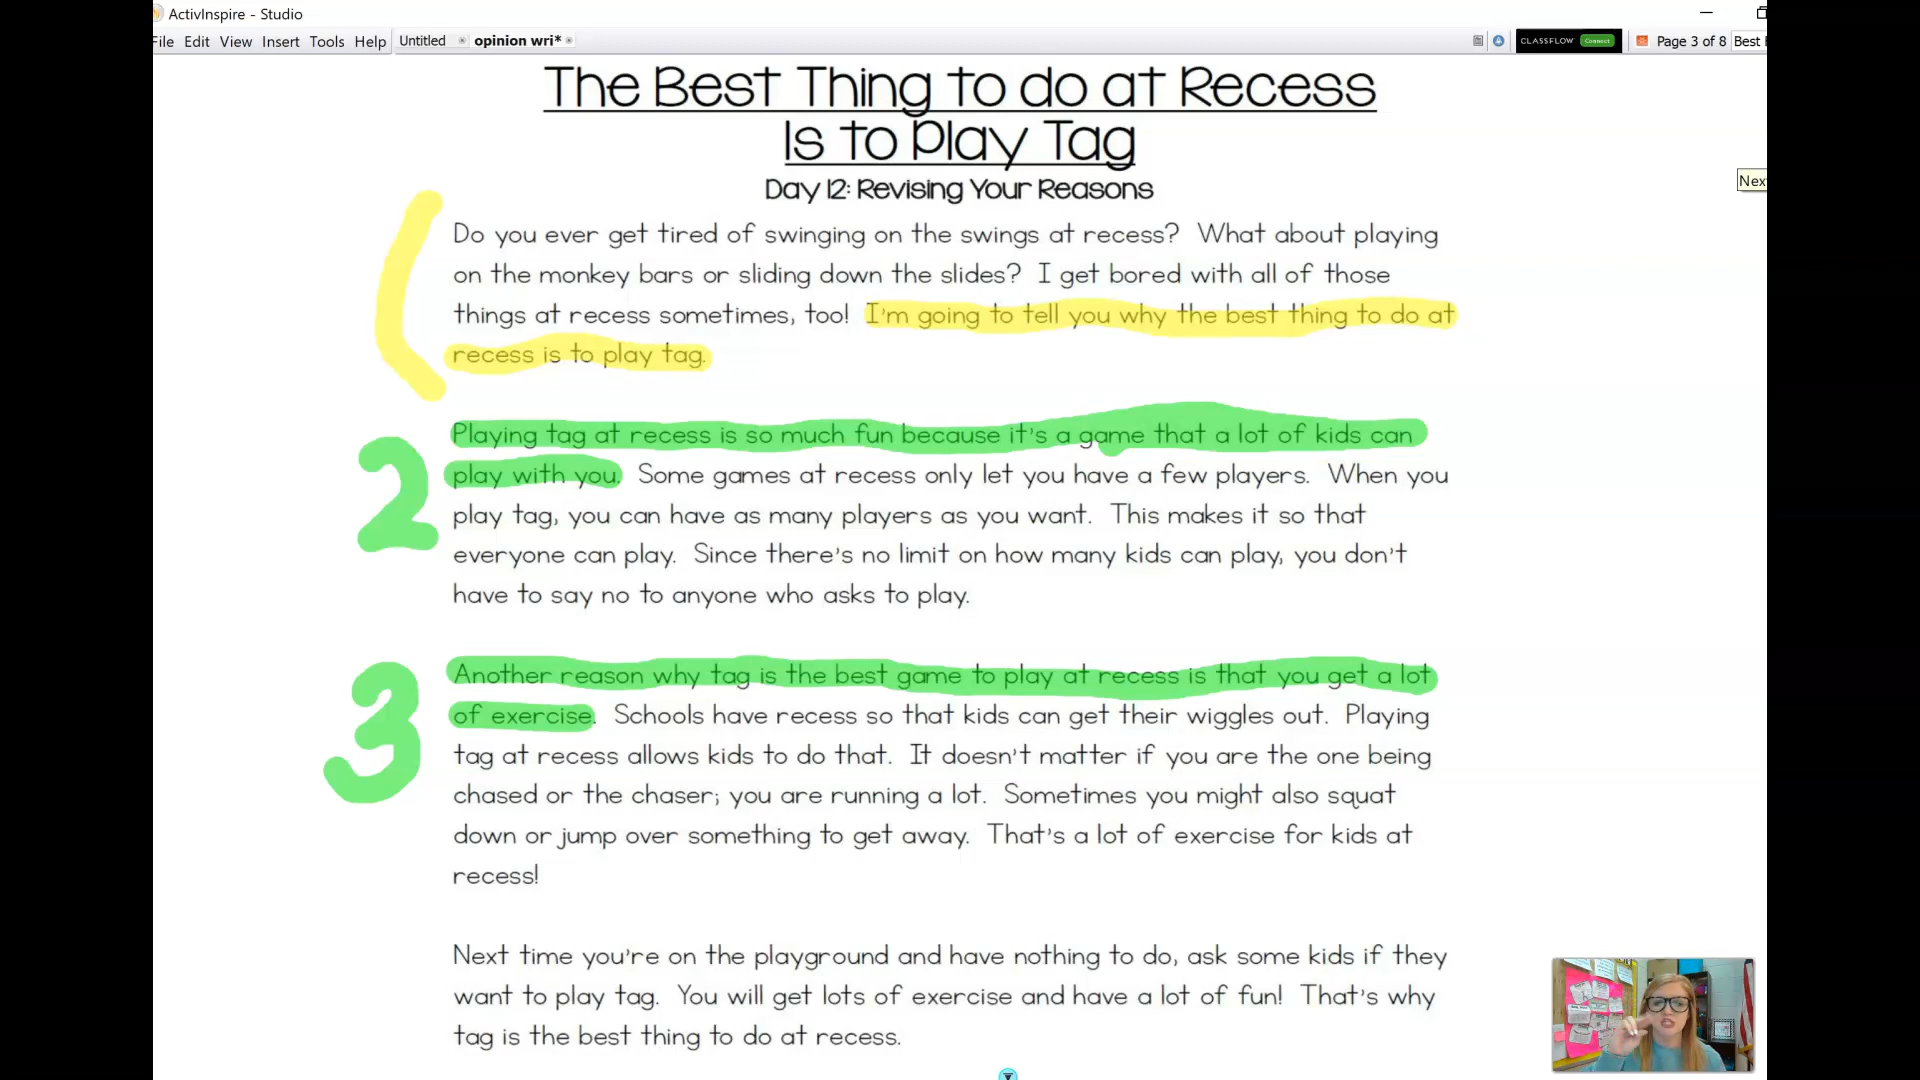 ActivInspire - Studio
File Edit View Insert Tools Help Untitled opinion wri* CLASSFLOW Connect Page 3 of 8 Best
The Best Thing to do at Recess
Is to Play Tag
Day 12: Revising Your Reasons
Do you ever get tired of swinging on the swings at recess? What about playing
on the monkey bars or sliding down the slides? I get bored with all of those
things at recess sometimes, too! I'm going to tell you why the best thing to do at
recess is to play tag.
2
Playing tag at recess is so much fun because it's a game that a lot of kids can
play with you. Some games at recess only let you have a few players. When you
play tag, you can have as many players as you want. This makes it so that
everyone can play. Since there's no limit on how many kids can play, you don't
have to say no to anyone who asks to play.
3
Another reason why tag is the best game to play at recess is that you get a lot
of exercise. Schools have recess so that kids can get their wiggles out. Playing
tag at recess allows kids to do that. It doesn't matter if you are the one being
chased or the chaser; you are running a lot. Sometimes you might also squat
down or jump over something to get away. That's a lot of exercise for kids at
recess!
Next time you're on the playground and have nothing to do, ask some kids if they
want to play tag. You will get lots of exercise and have a lot of fun! That's why
tag is the best thing to do at recess.